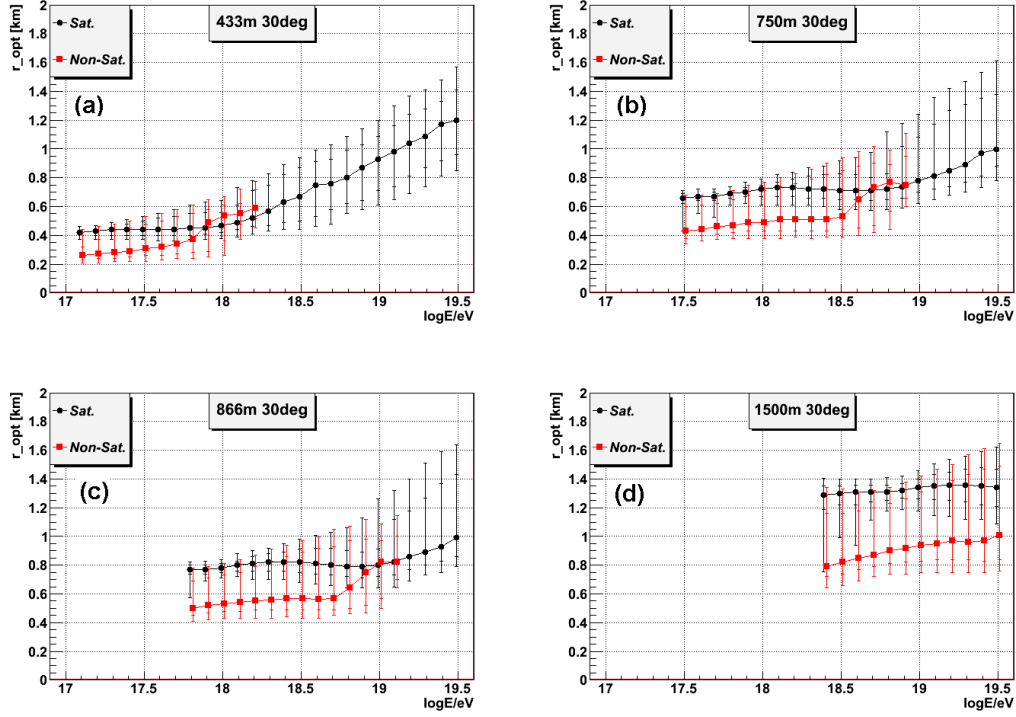 433m 30deg
Sat.
Non-Sat.
(a)
r_opt [km]
2
1.8
1.6
1.4
1.2
1
0.8
0.6
0.4
0.2
0
17 17.5 18 18.5 19 19.5
logE/eV
750m 30deg
Sat.
Non-Sat.
(b)
r_opt [km]
2
1.8
1.6
1.4
1.2
1
0.8
0.6
0.4
0.2
0
17 17.5 18 18.5 19 19.5
logE/eV
866m 30deg
Sat.
Non-Sat.
(c)
r_opt [km]
2
1.8
1.6
1.4
1.2
1
0.8
0.6
0.4
0.2
0
17 17.5 18 18.5 19 19.5
logE/eV
1500m 30deg
Sat.
Non-Sat.
(d)
r_opt [km]
2
1.8
1.6
1.4
1.2
1
0.8
0.6
0.4
0.2
0
17 17.5 18 18.5 19 19.5
logE/eV